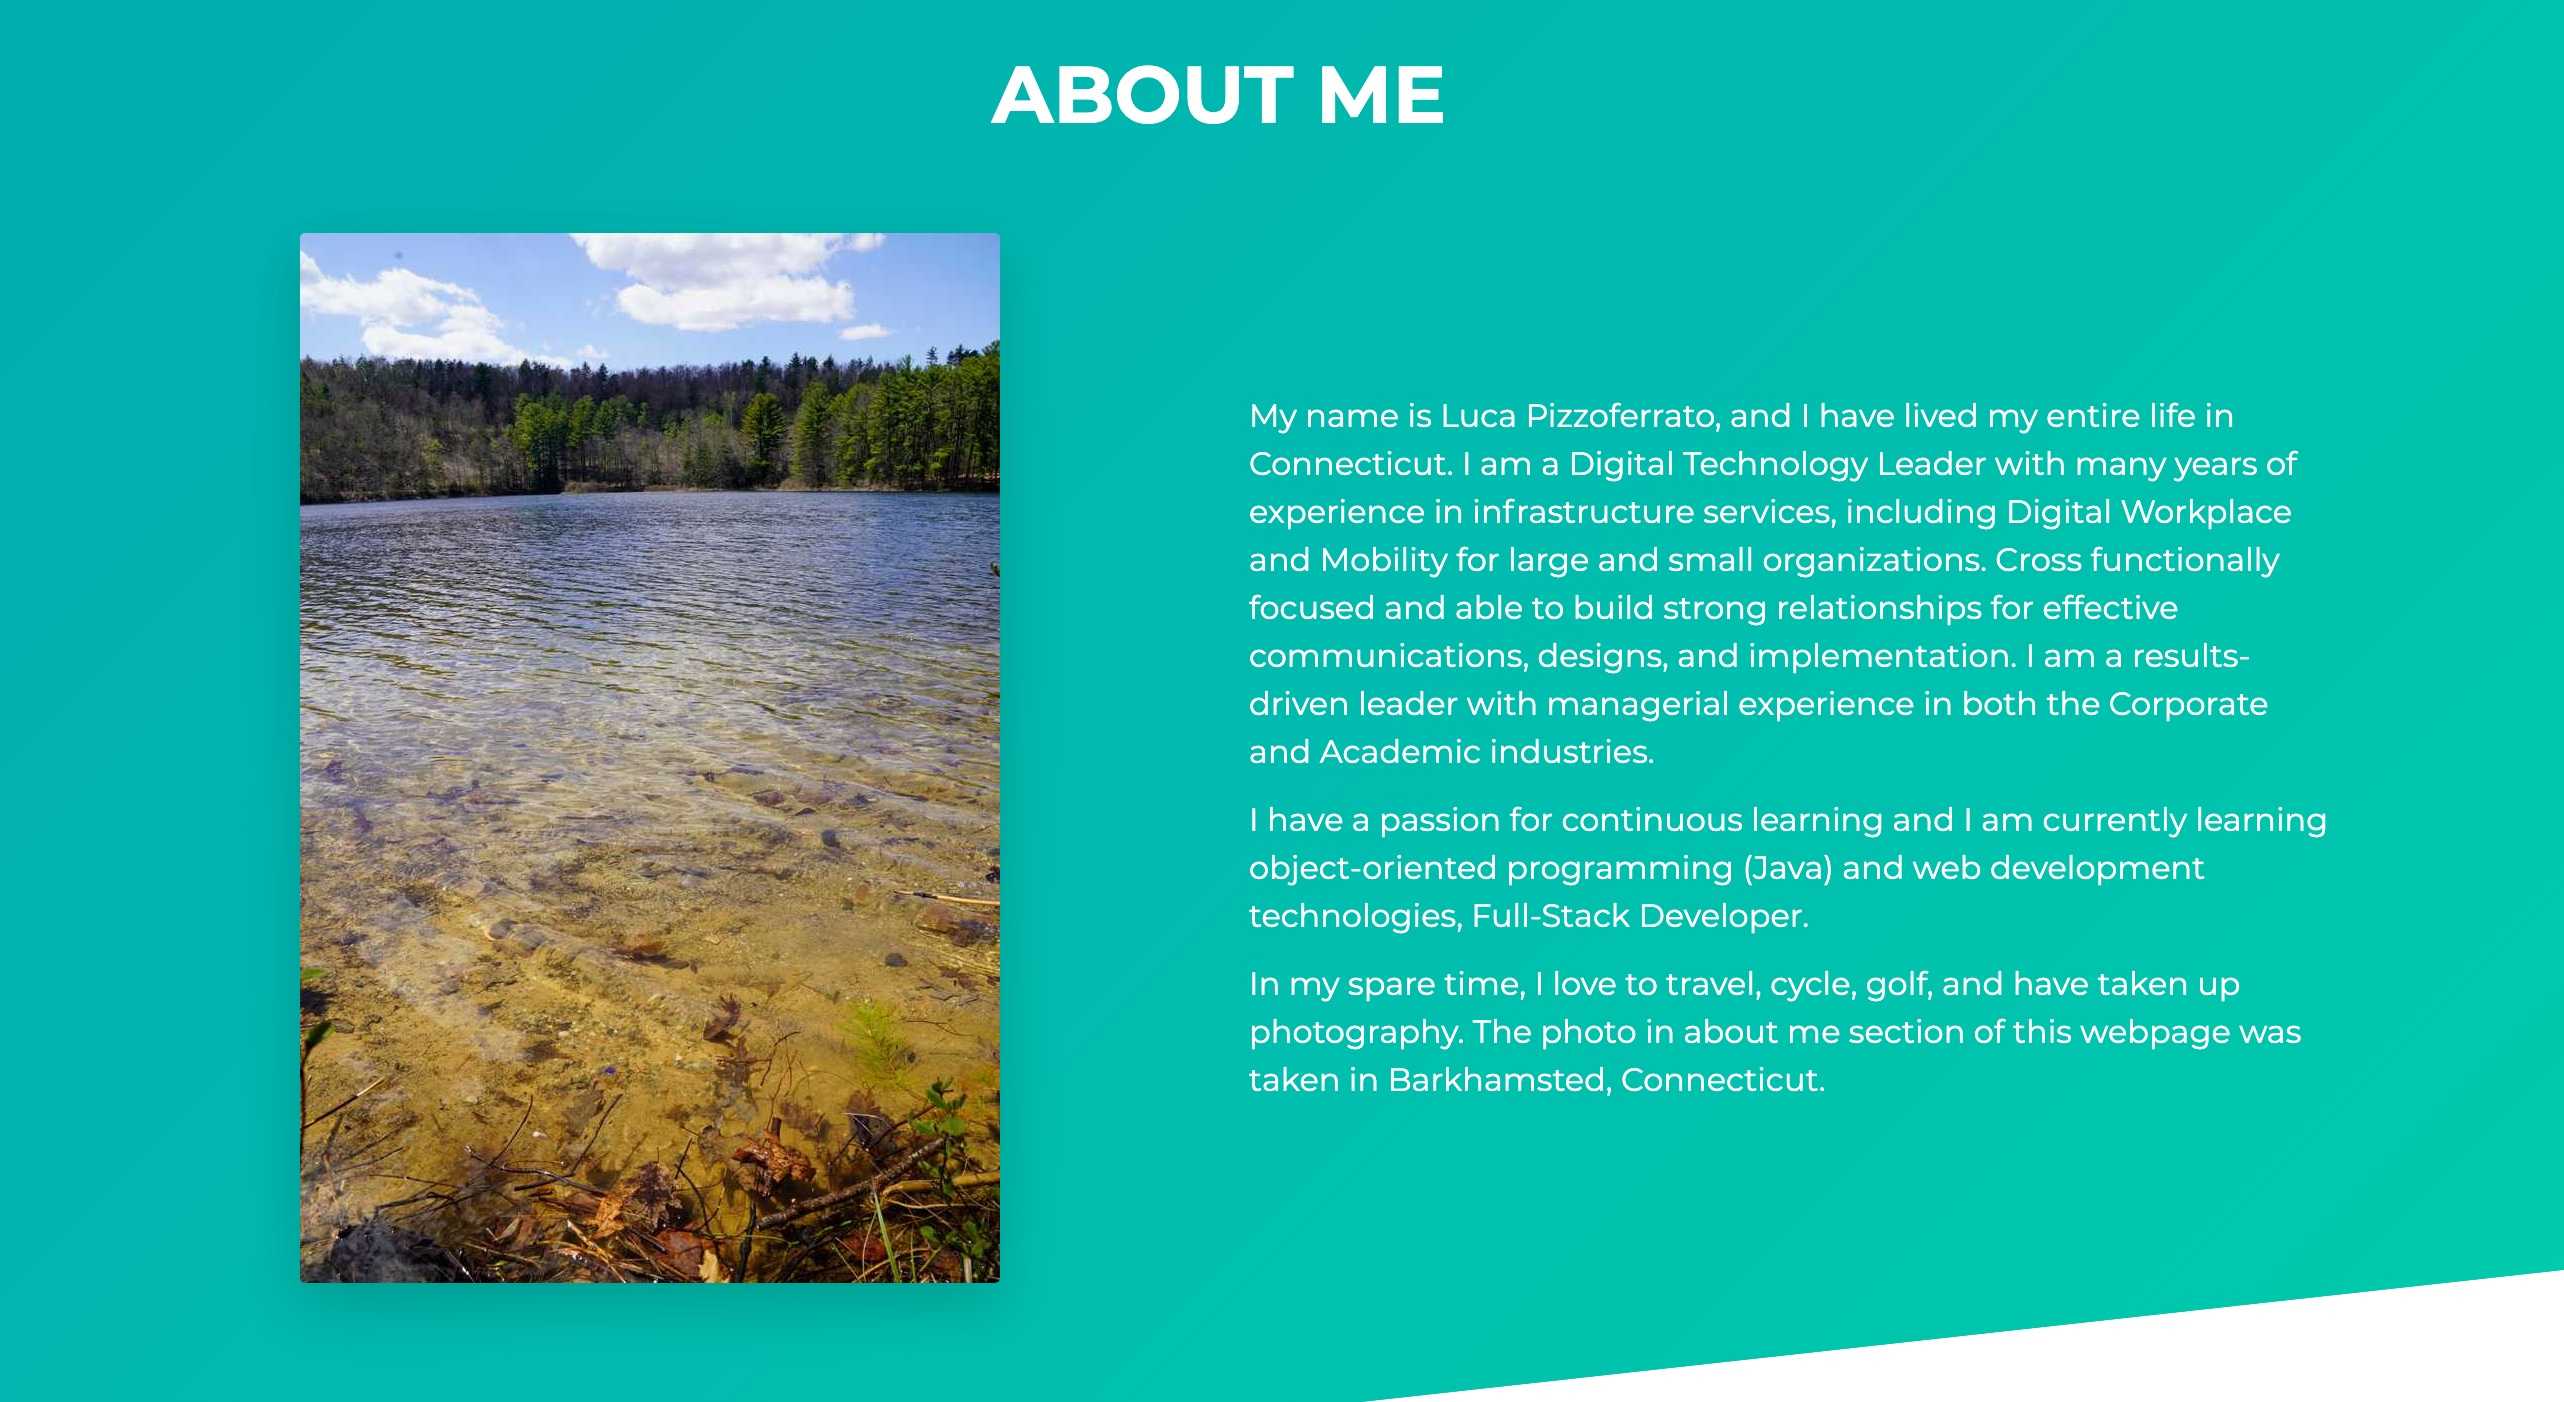 ABOUT ME
My name is Luca Pizzoferrato, and I have lived my entire life in
Connecticut. I am a Digital Technology Leader with many years of
experience in infrastructure services, including Digital Workplace
and Mobility for large and small organizations. Cross functionally
focused and able to build strong relationships for effective
communications, designs, and implementation. I am a results-
driven leader with managerial experience in both the Corporate
and Academic industries.
I have a passion for continuous learning and I am currently learning
object-oriented programming (Java) and web development
technologies, Full-Stack Developer.
In my spare time, I love to travel, cycle, golf, and have taken up
photography. The photo in about me section of this webpage was
taken in Barkhamsted, Connecticut.